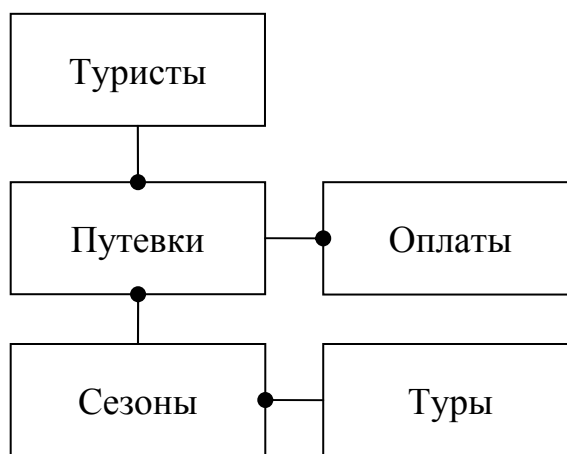 Туристы
Путевки
Оплаты
Сезоны
Туры